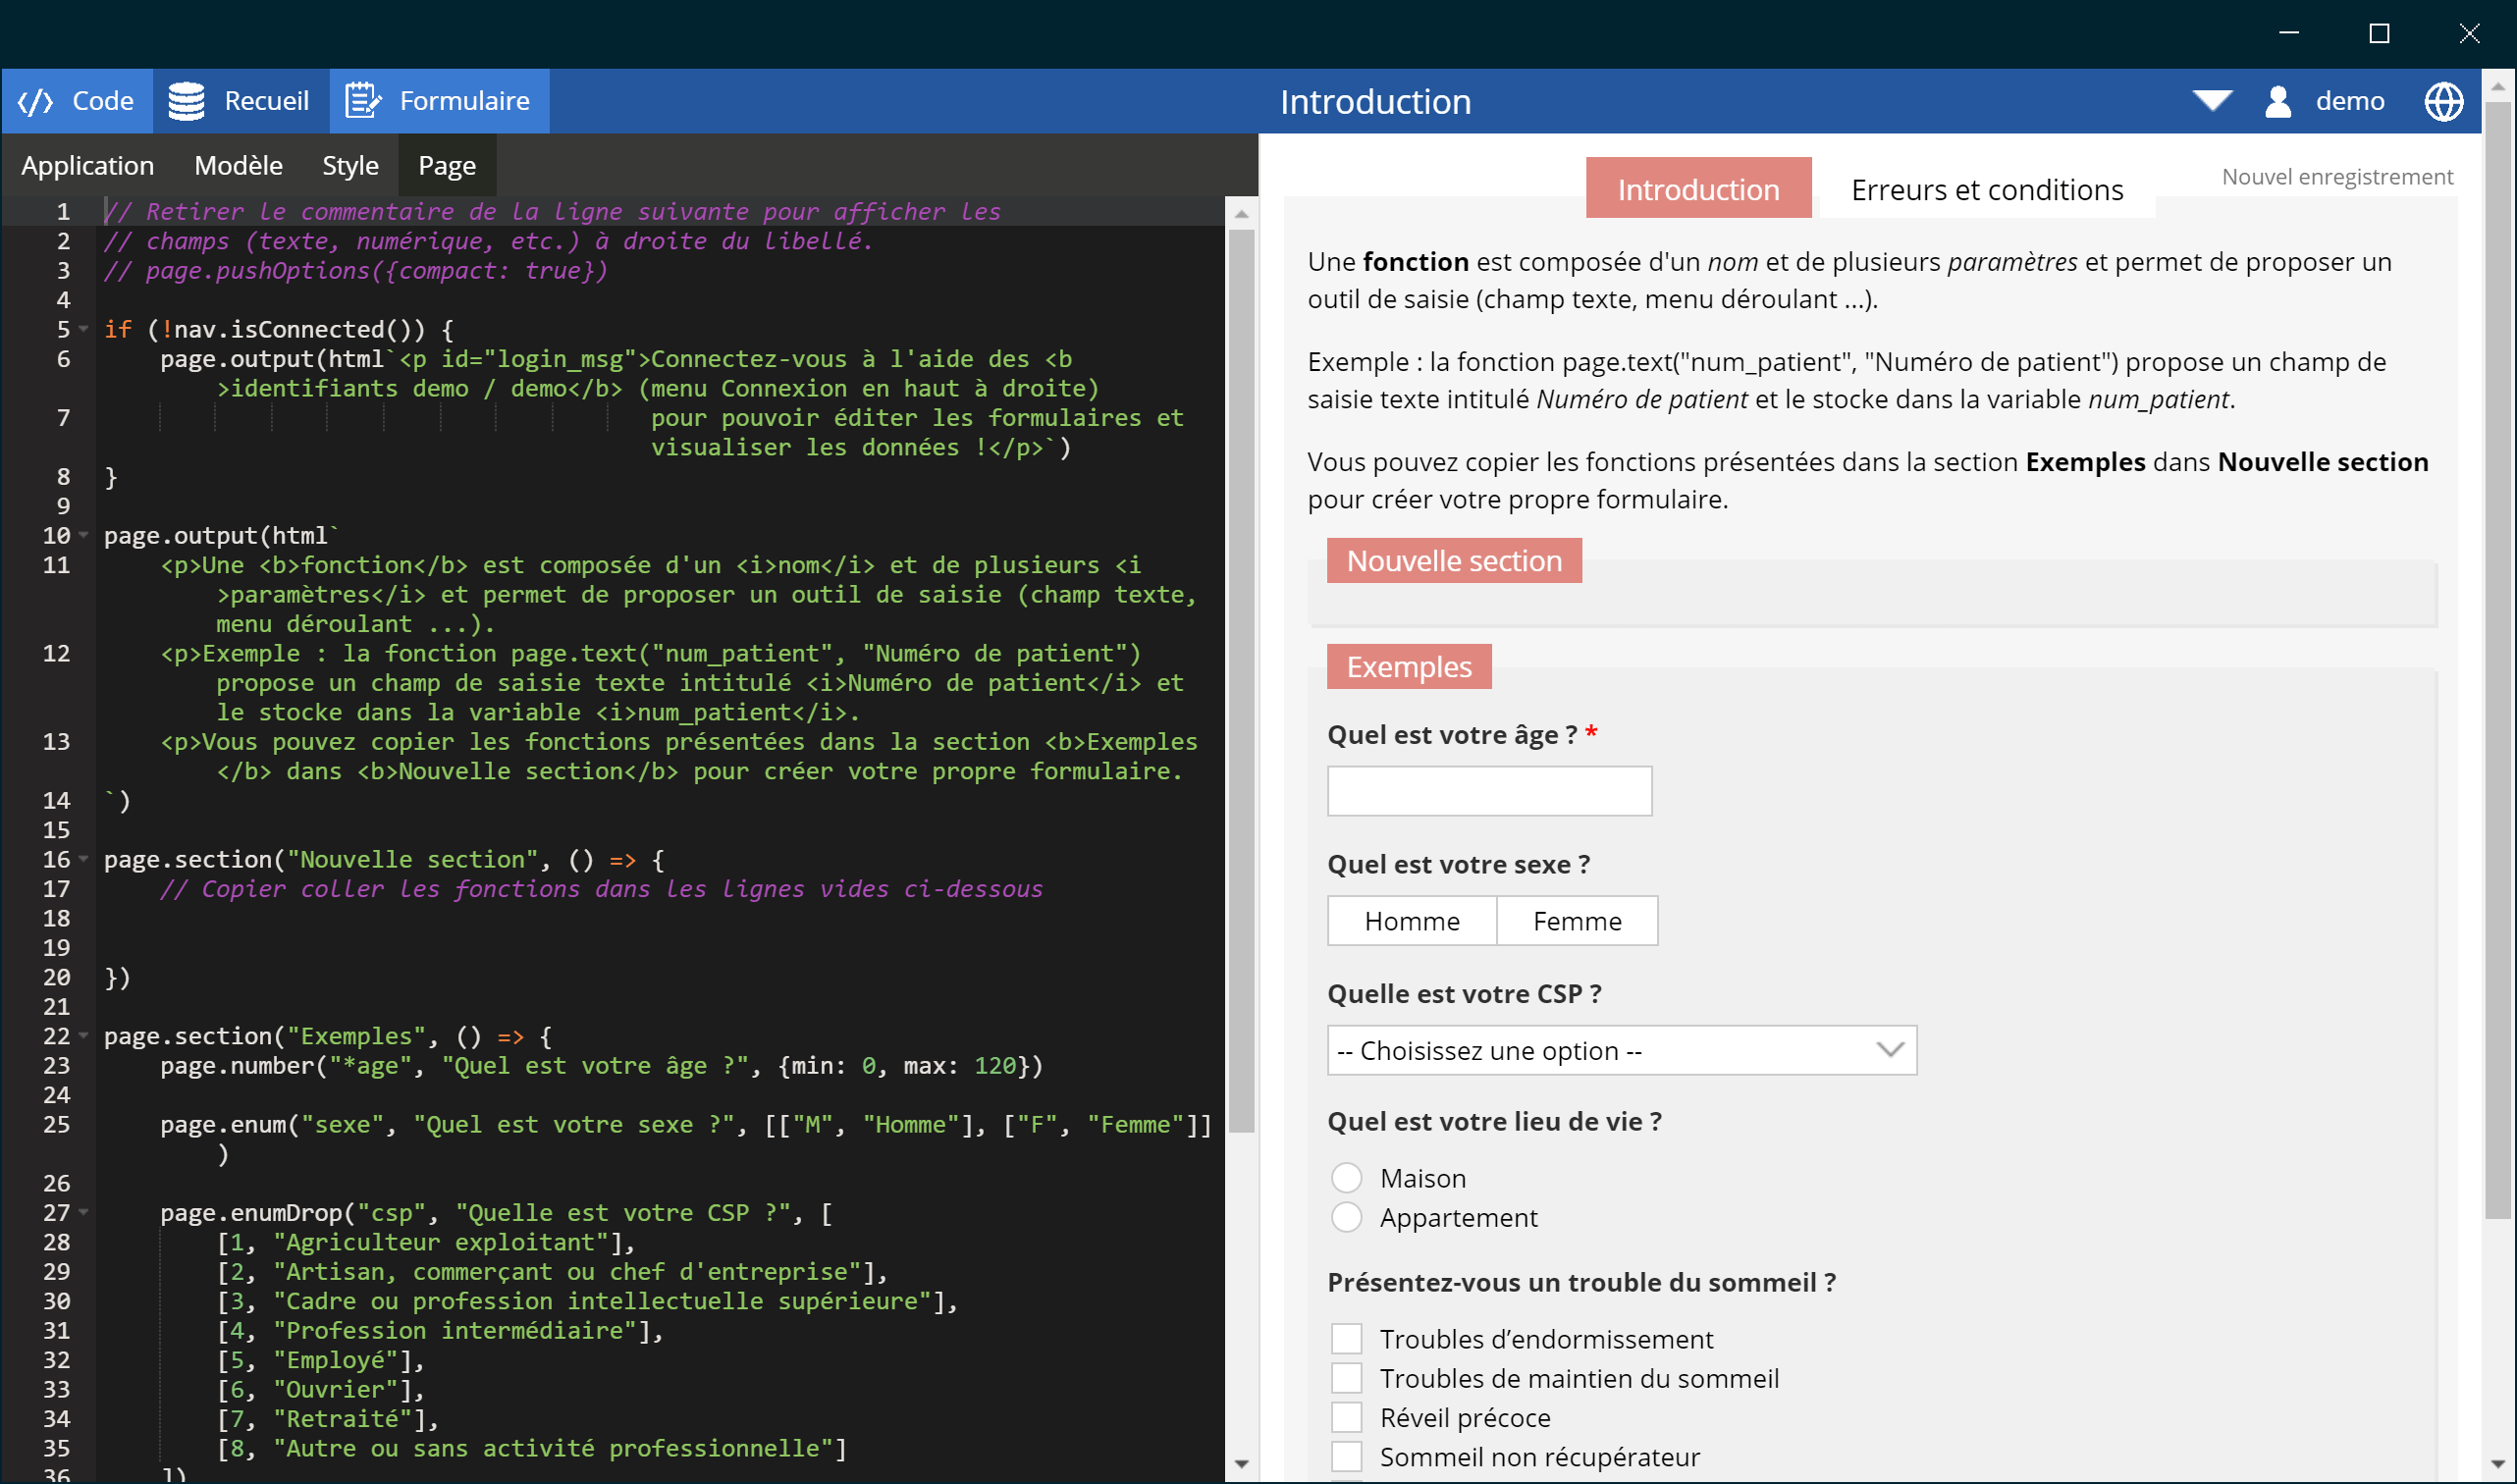 Code Recueil Formulaire Introduction demo
Application Modèle Style Page
1 // Retirer le commentaire de la ligne suivante pour afficher les
2 // champs (texte, numérique, etc.) à droite du libellé.
3 // page.pushOptions({compact: true})
4
5 if (!nav.isConnected()) {
6 page.output(html`<p id="login_msg">Connectez-vous à l'aide des <b
>identifiants demo / demo</b> (menu Connexion en haut à droite)
7 pour pouvoir éditer les formulaires et
visualiser les données !</p>`)
8 }
9
10 page.output(html`
11 <p>Une <b>fonction</b> est composée d'un <i>nom</i> et de plusieurs <i
>paramètres</i> et permet de proposer un outil de saisie (champ texte,
menu déroulant ...).
12 <p>Exemple : la fonction page.text("num_patient", "Numéro de patient")
propose un champ de saisie texte intitulé <i>Numéro de patient</i> et
le stocke dans la variable <i>num_patient</i>.
13 <p>Vous pouvez copier les fonctions présentées dans la section <b>Exemples
</b> dans <b>Nouvelle section</b> pour créer votre propre formulaire.
14 `)
15
16 page.section("Nouvelle section", () => {
17 // Copier coller les fonctions dans les lignes vides ci-dessous
18
19
20 })
21
22 page.section("Exemples", () => {
23 page.number("*age", "Quel est votre âge ?", {min: 0, max: 120})
24
25 page.enum("sexe", "Quel est votre sexe ?", [["M", "Homme"], ["F", "Femme"]]
)
26
27 page.enumDrop("csp", "Quelle est votre CSP ?", [
28 [1, "Agriculteur exploitant"],
29 [2, "Artisan, commerçant ou chef d'entreprise"],
30 [3, "Cadre ou profession intellectuelle supérieure"],
31 [4, "Profession intermédiaire"],
32 [5, "Employé"],
33 [6, "Ouvrier"],
34 [7, "Retraité"],
35 [8, "Autre ou sans activité professionnelle"]
36 ])
Introduction Erreurs et conditions Nouvel enregistrement
Une fonction est composée d'un nom et de plusieurs paramètres et permet de proposer un
outil de saisie (champ texte, menu déroulant ...).
Exemple : la fonction page.text("num_patient", "Numéro de patient") propose un champ de
saisie texte intitulé Numéro de patient et le stocke dans la variable num_patient.
Vous pouvez copier les fonctions présentées dans la section Exemples dans Nouvelle section
pour créer votre propre formulaire.
Nouvelle section
Exemples
Quel est votre âge ? *
Quel est votre sexe ?
Homme Femme
Quelle est votre CSP ?
-- Choisissez une option --
Quel est votre lieu de vie ?
Maison
Appartement
Présentez-vous un trouble du sommeil ?
Troubles d’endormissement
Troubles de maintien du sommeil
Réveil précoce
Sommeil non récupérateur